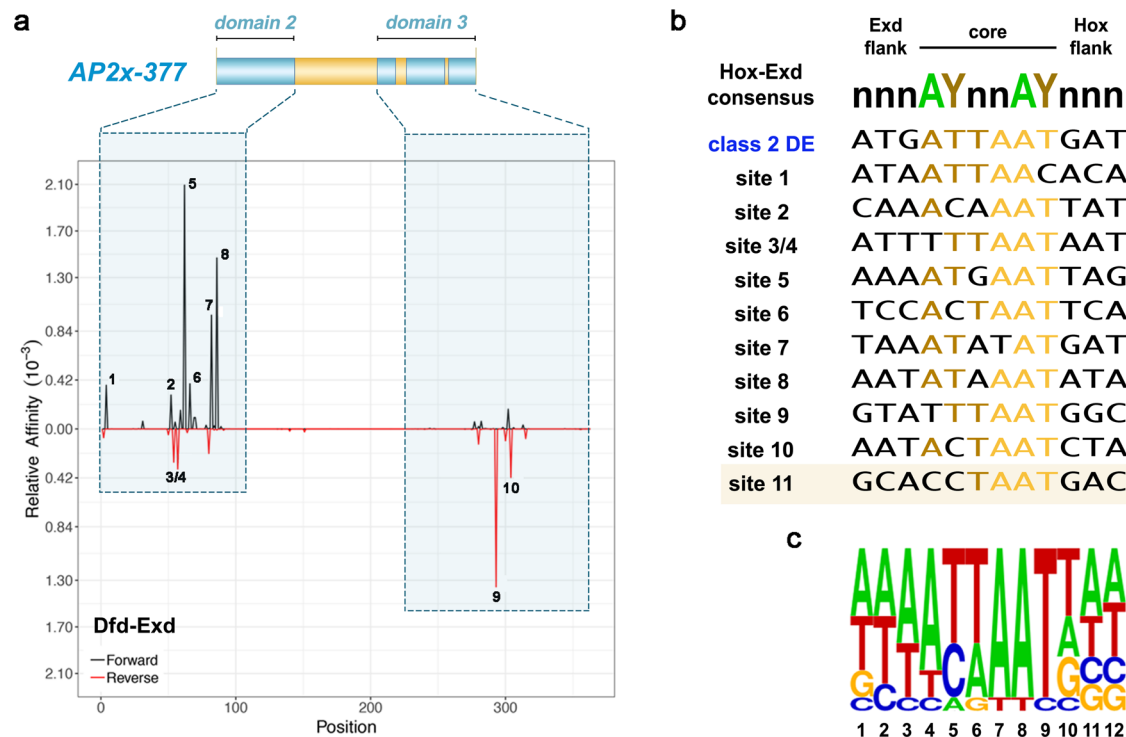 a
domain 2
domain 3
AP2x-377
Relative Affinity (10⁻³)
2.10
1.70
1.30
0.84
0.42
0.00
0.42
0.84
1.30
1.70
2.10
1
2
3/4
5
6
7
8
9
10
Dfd-Exd
Forward
Reverse
0
100
200
300
Position
b
Exd flank
core
Hox flank
Hox-Exd consensus
nnnAYnnAYnnn
class 2 DE ATGATTAATGAT
site 1 ATAATTAACACA
site 2 CAAACAAATTAT
site 3/4 ATTTTTAATAAT
site 5 AAAATGAATTAG
site 6 TCCACTAATTCA
site 7 TAAATATATGAT
site 8 AATATAAATATA
site 9 GTATTTAATGGC
site 10 AATACTAATCTA
site 11 GCACCTAATGAC
c
AAAATTAATTAA
TTTTCATTCATT
GCCCAGGCC
CCGG
1 2 3 4 5 6 7 8 9 10 11 12